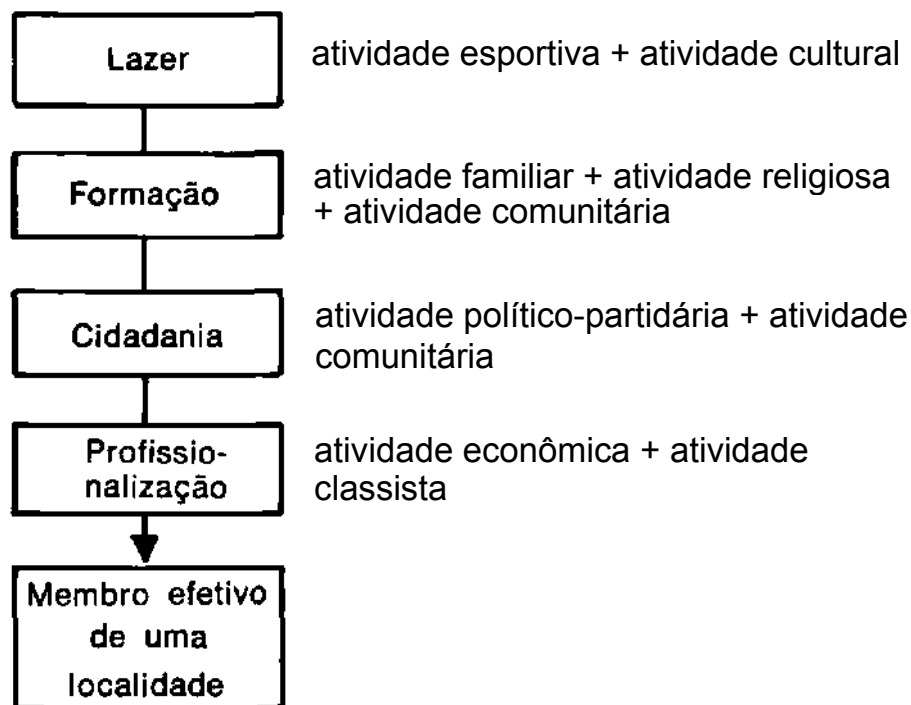 Lazer
atividade esportiva + atividade cultural
Formação
atividade familiar + atividade religiosa
+ atividade comunitária
Cidadania
atividade político-partidária + atividade
comunitária
Profissio-
nalização
atividade econômica + atividade
classista
Membro efetivo
de uma
localidade